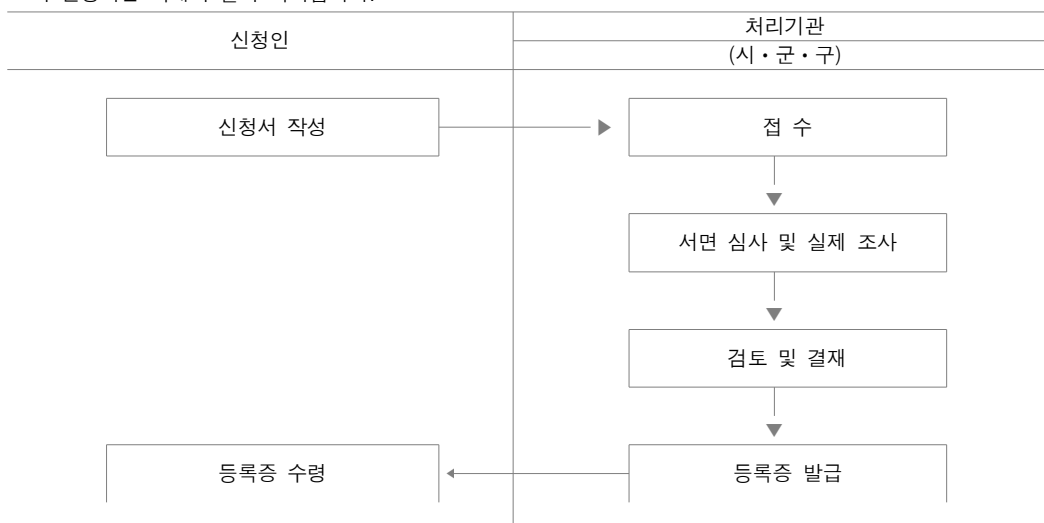 신청인
처리기관
(시・군・구)
신청서 작성
접 수
서면 심사 및 실제 조사
검토 및 결재
등록증 수령
등록증 발급